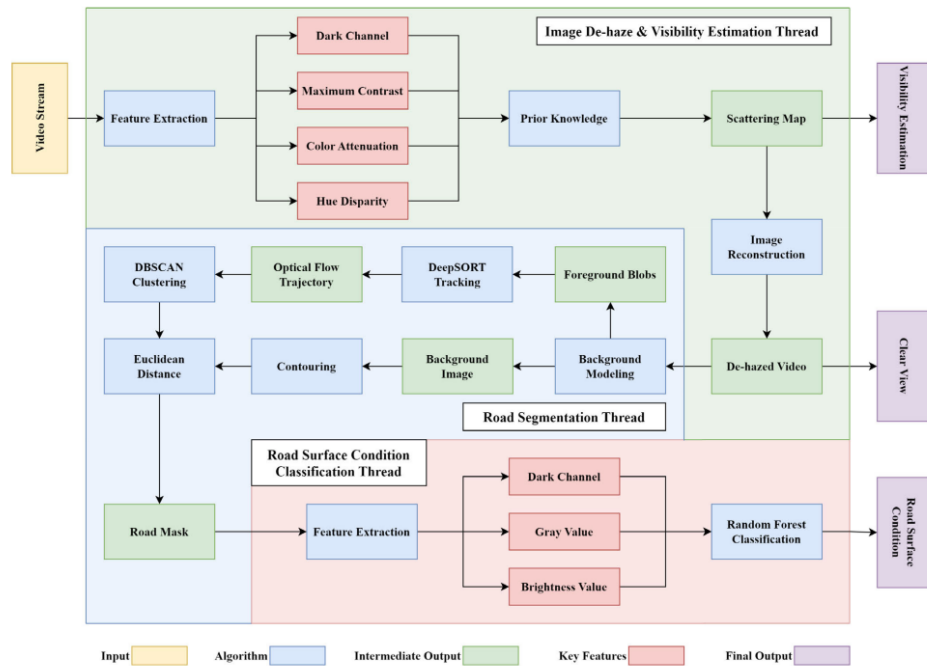 Image De-haze & Visibility Estimation Thread
Video Stream
Feature Extraction
Dark Channel
Maximum Contrast
Color Attenuation
Hue Disparity
Prior Knowledge
Scattering Map
Visibility
Estimation
Image
Reconstruction
DBSCAN
Clustering
Optical Flow
Trajectory
DeepSORT
Tracking
Foreground Blobs
Euclidean
Distance
Contouring
Background
Image
Background
Modeling
De-hazed Video
Clear View
Road Segmentation Thread
Road Surface Condition
Classification Thread
Road Mask
Feature Extraction
Dark Channel
Gray Value
Brightness Value
Random Forest
Classification
Road Surface
Condition
Input
Algorithm
Intermediate Output
Key Features
Final Output